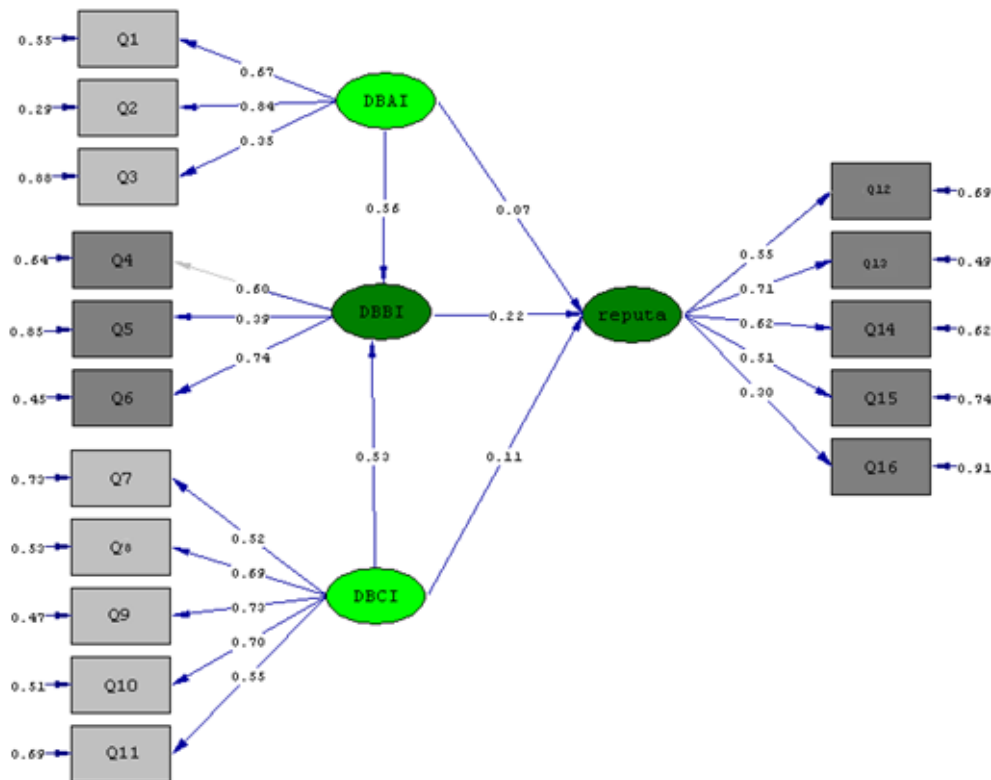 0.55 Q1
0.67
0.29 Q2
0.84
DBAI
0.88 Q3
0.35
0.56
0.07
0.64 Q4
0.60
0.85 Q5
0.39
DBBI
0.22
reputa
0.45 Q6
0.74
0.53
0.11
0.73 Q7
0.52
0.53 Q8
0.69
0.47 Q9
0.73
DBCI
0.51 Q10
0.70
0.69 Q11
0.55
0.55
Q12 0.69
0.71
Q13 0.49
0.62
Q14 0.62
0.51
Q15 0.74
0.30
Q16 0.91